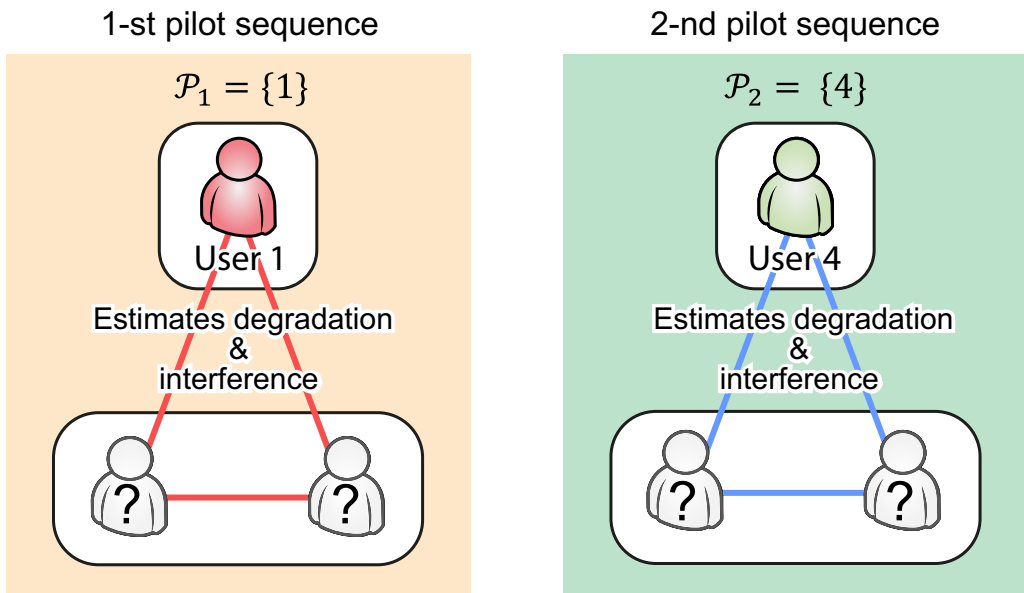 1-st pilot sequence
𝒫₁ = {1}
User 1
Estimates degradation
&
interference
?
?
2-nd pilot sequence
𝒫₂ = {4}
User 4
Estimates degradation
&
interference
?
?